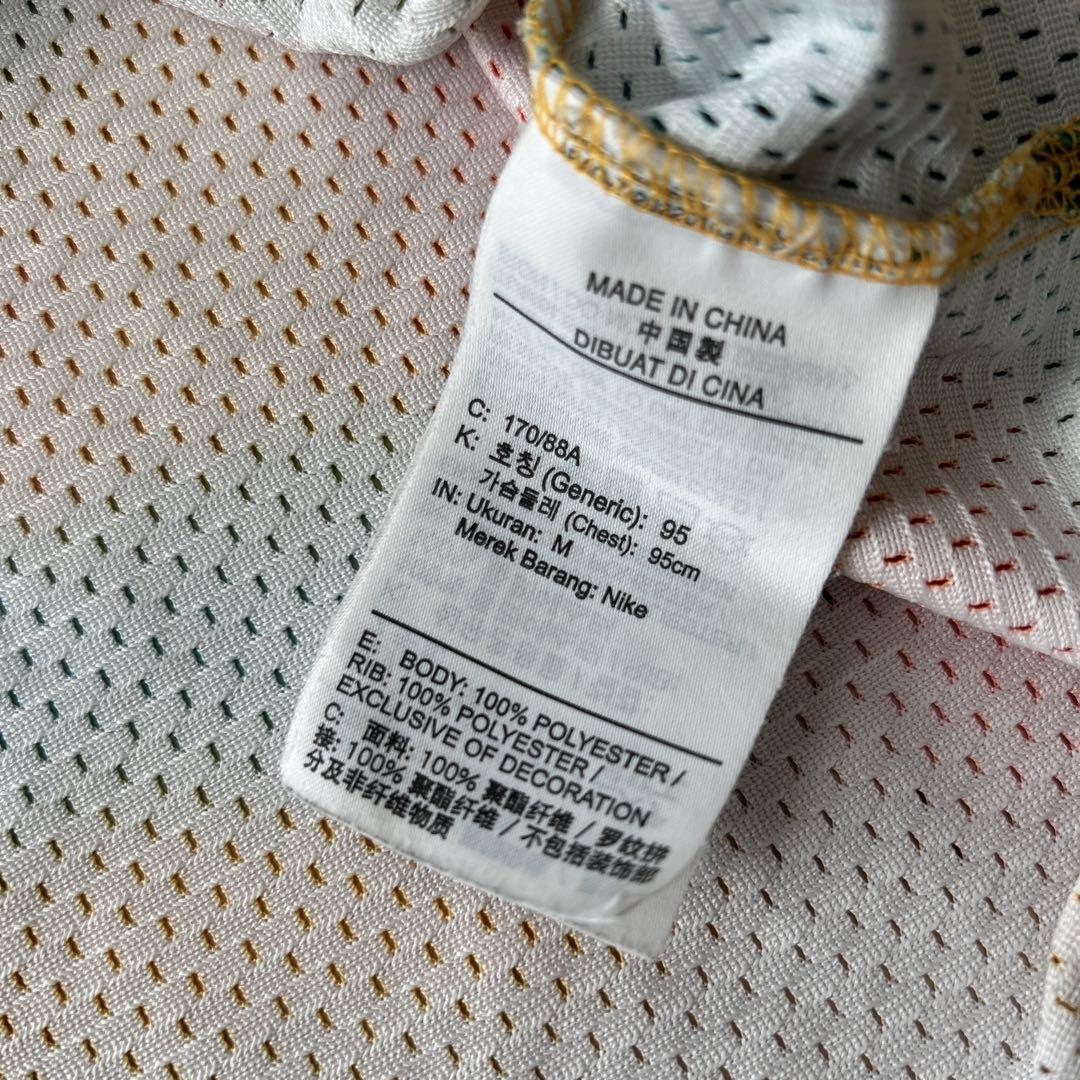 MADE IN CHINA
中国製
DIBUAT DI CINA
C: 170/88A
K: 호칭 (Generic): 95
가슴둘레 (Chest): 95cm
IN: Ukuran: M
Merek Barang: Nike
E: BODY: 100% POLYESTER /
RIB: 100% POLYESTER /
EXCLUSIVE OF DECORATION
C: 面料: 100% 聚酯纤维 / 罗纹拼
接: 100% 聚酯纤维 / 不包括装饰部
分及非纤维物质